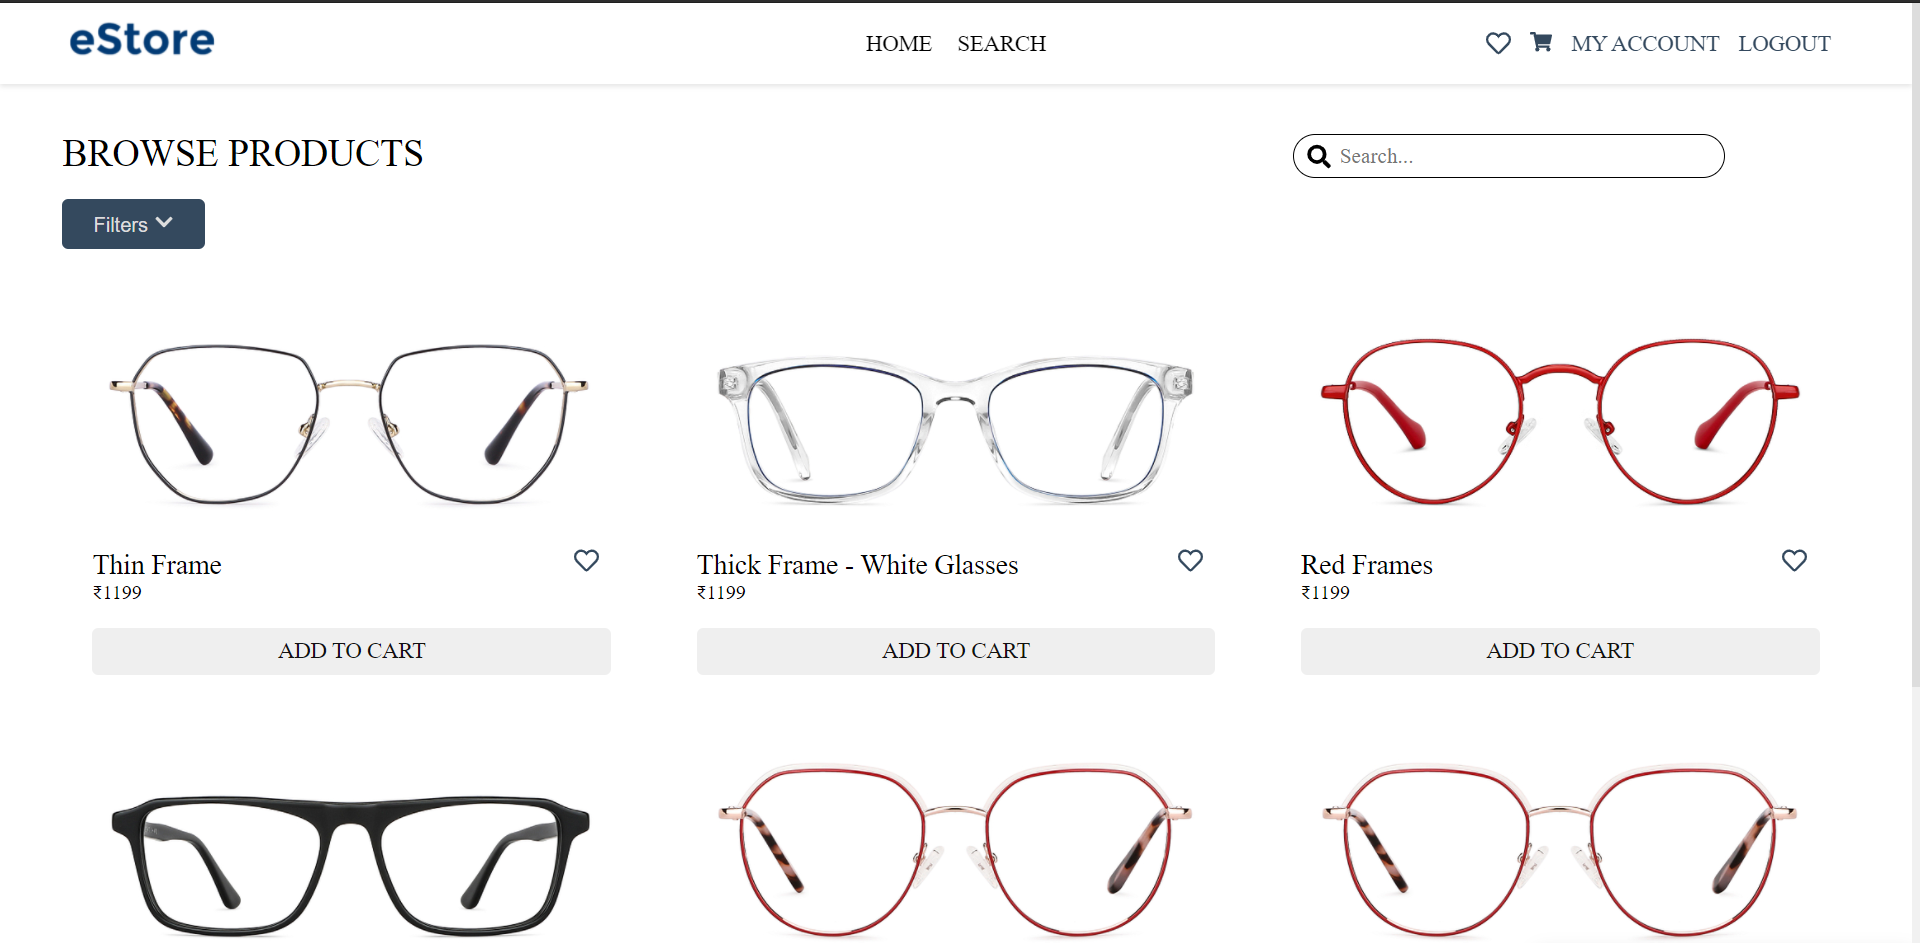 eStore
HOME SEARCH
MY ACCOUNT LOGOUT
BROWSE PRODUCTS
Search...
Filters
Thin Frame
₹1199
ADD TO CART
Thick Frame - White Glasses
₹1199
ADD TO CART
Red Frames
₹1199
ADD TO CART